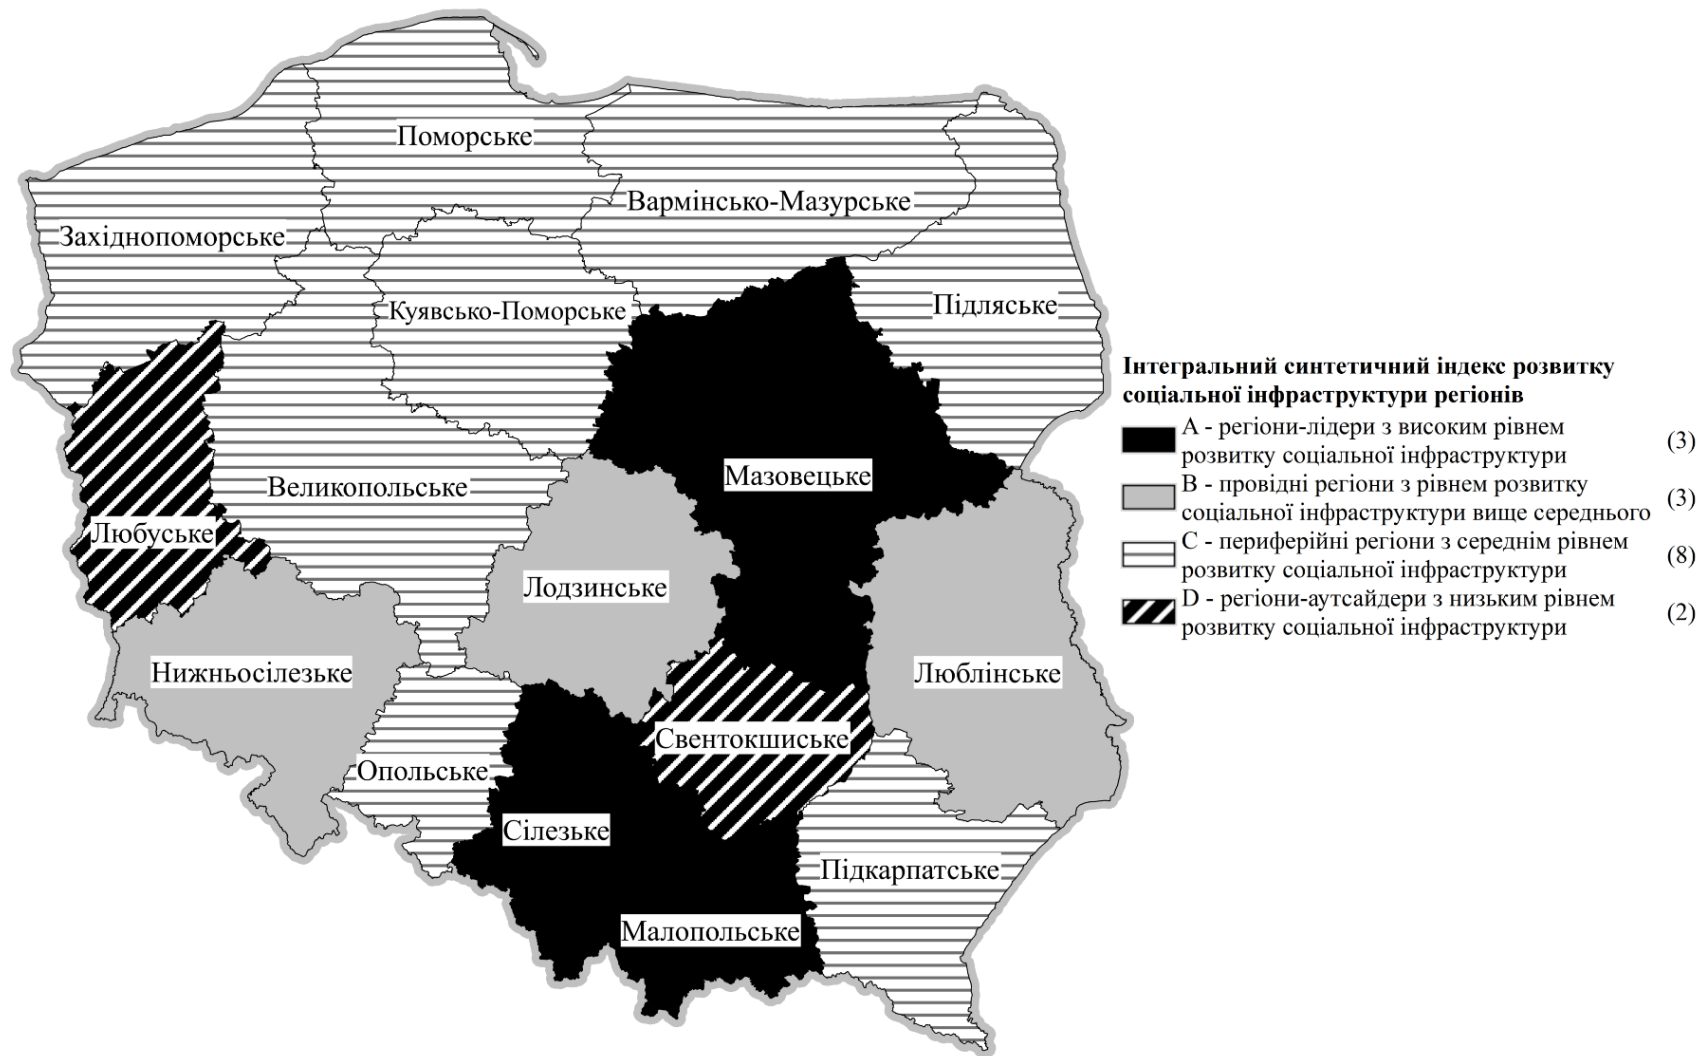 Поморське
Вармінсько-Мазурське
Західнопоморське
Куявсько-Поморське
Підляське
Мазовецьке
Великопольське
Любуське
Лодзинське
Нижньосілезьке
Люблінське
Свентокшиське
Опольське
Сілезьке
Підкарпатське
Малопольське
Інтегральний синтетичний індекс розвитку
соціальної інфраструктури регіонів
А - регіони-лідери з високим рівнем
розвитку соціальної інфраструктури (3)
В - провідні регіони з рівнем розвитку
соціальної інфраструктури вище середнього (3)
С - периферійні регіони з середнім рівнем
розвитку соціальної інфраструктури (8)
D - регіони-аутсайдери з низьким рівнем
розвитку соціальної інфраструктури (2)